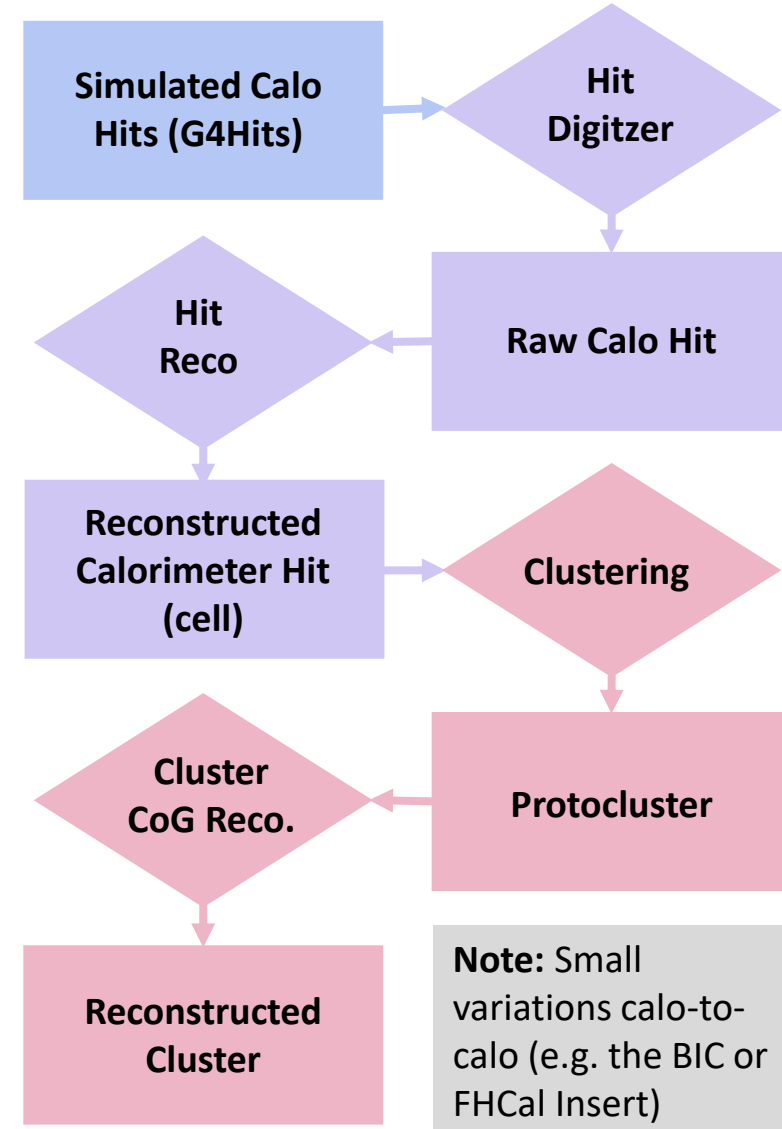 Simulated Calo
Hits (G4Hits)
Hit
Digitzer
Raw Calo Hit
Hit
Reco
Reconstructed
Calorimeter Hit
(cell)
Clustering
Protocluster
Cluster
CoG Reco.
Reconstructed
Cluster
Note: Small
variations calo-to-
calo (e.g. the BIC or
FHCal Insert)